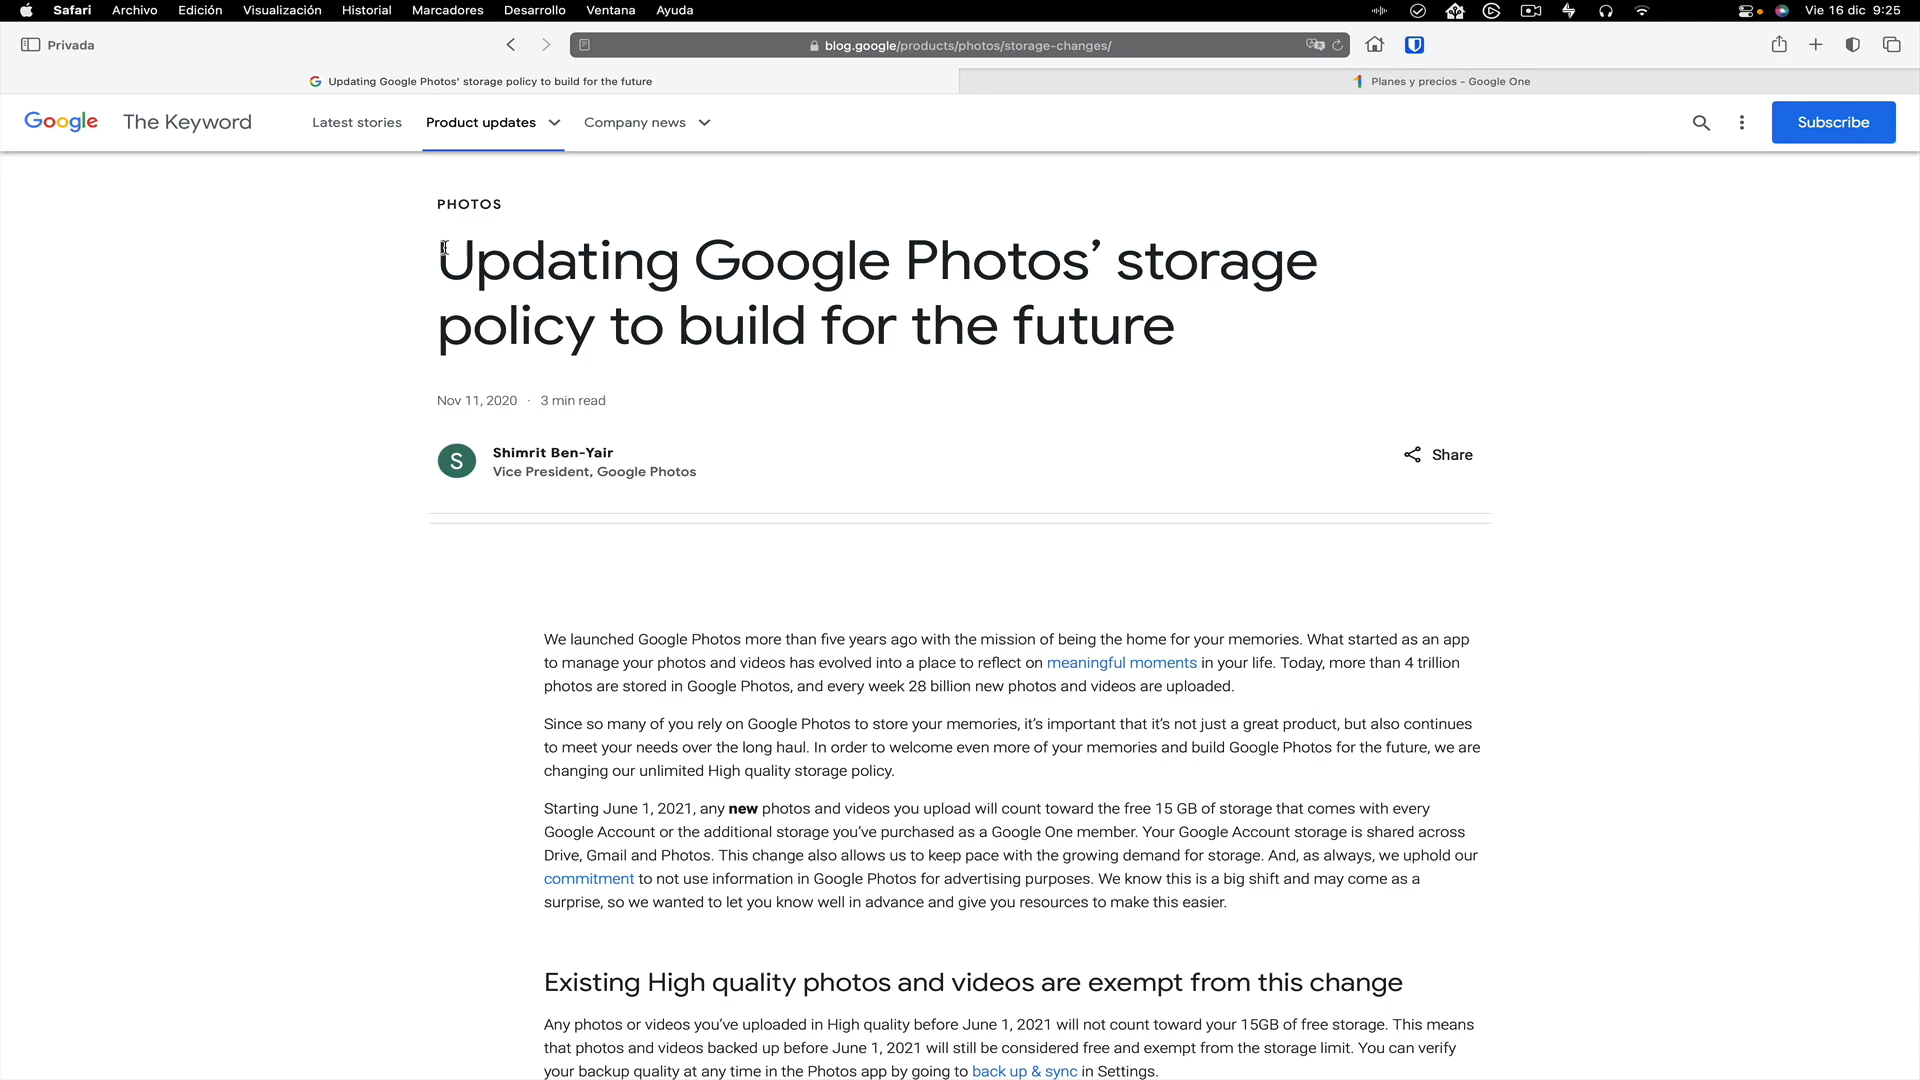 Safari Archivo Edición Visualización Historial Marcadores Desarrollo Ventana Ayuda Vie 16 dic 9:25
Privada blog.google/products/photos/storage-changes/
Updating Google Photos’ storage policy to build for the future Planes y precios - Google One
Google The Keyword Latest stories Product updates Company news Subscribe
PHOTOS
Updating Google Photos’ storage
policy to build for the future
Nov 11, 2020 · 3 min read
S Shimrit Ben-Yair
Vice President, Google Photos
Share
We launched Google Photos more than five years ago with the mission of being the home for your memories. What started as an app
to manage your photos and videos has evolved into a place to reflect on meaningful moments in your life. Today, more than 4 trillion
photos are stored in Google Photos, and every week 28 billion new photos and videos are uploaded.
Since so many of you rely on Google Photos to store your memories, it’s important that it’s not just a great product, but also continues
to meet your needs over the long haul. In order to welcome even more of your memories and build Google Photos for the future, we are
changing our unlimited High quality storage policy.
Starting June 1, 2021, any new photos and videos you upload will count toward the free 15 GB of storage that comes with every
Google Account or the additional storage you’ve purchased as a Google One member. Your Google Account storage is shared across
Drive, Gmail and Photos. This change also allows us to keep pace with the growing demand for storage. And, as always, we uphold our
commitment to not use information in Google Photos for advertising purposes. We know this is a big shift and may come as a
surprise, so we wanted to let you know well in advance and give you resources to make this easier.
Existing High quality photos and videos are exempt from this change
Any photos or videos you’ve uploaded in High quality before June 1, 2021 will not count toward your 15GB of free storage. This means
that photos and videos backed up before June 1, 2021 will still be considered free and exempt from the storage limit. You can verify
your backup quality at any time in the Photos app by going to back up & sync in Settings.